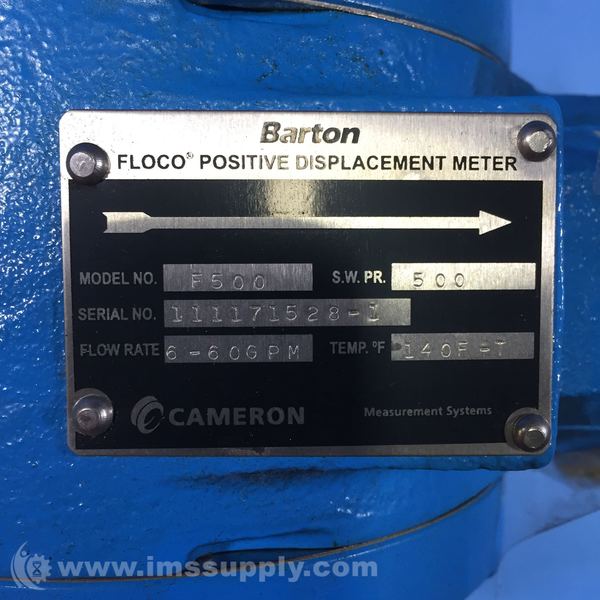 Barton
FLOCO® POSITIVE DISPLACEMENT METER
MODEL NO. F500 S.W. PR. 500
SERIAL NO. 111171528-1
FLOW RATE 6-60GPM TEMP. °F 140F-T
CAMERON Measurement Systems
www.imssupply.com